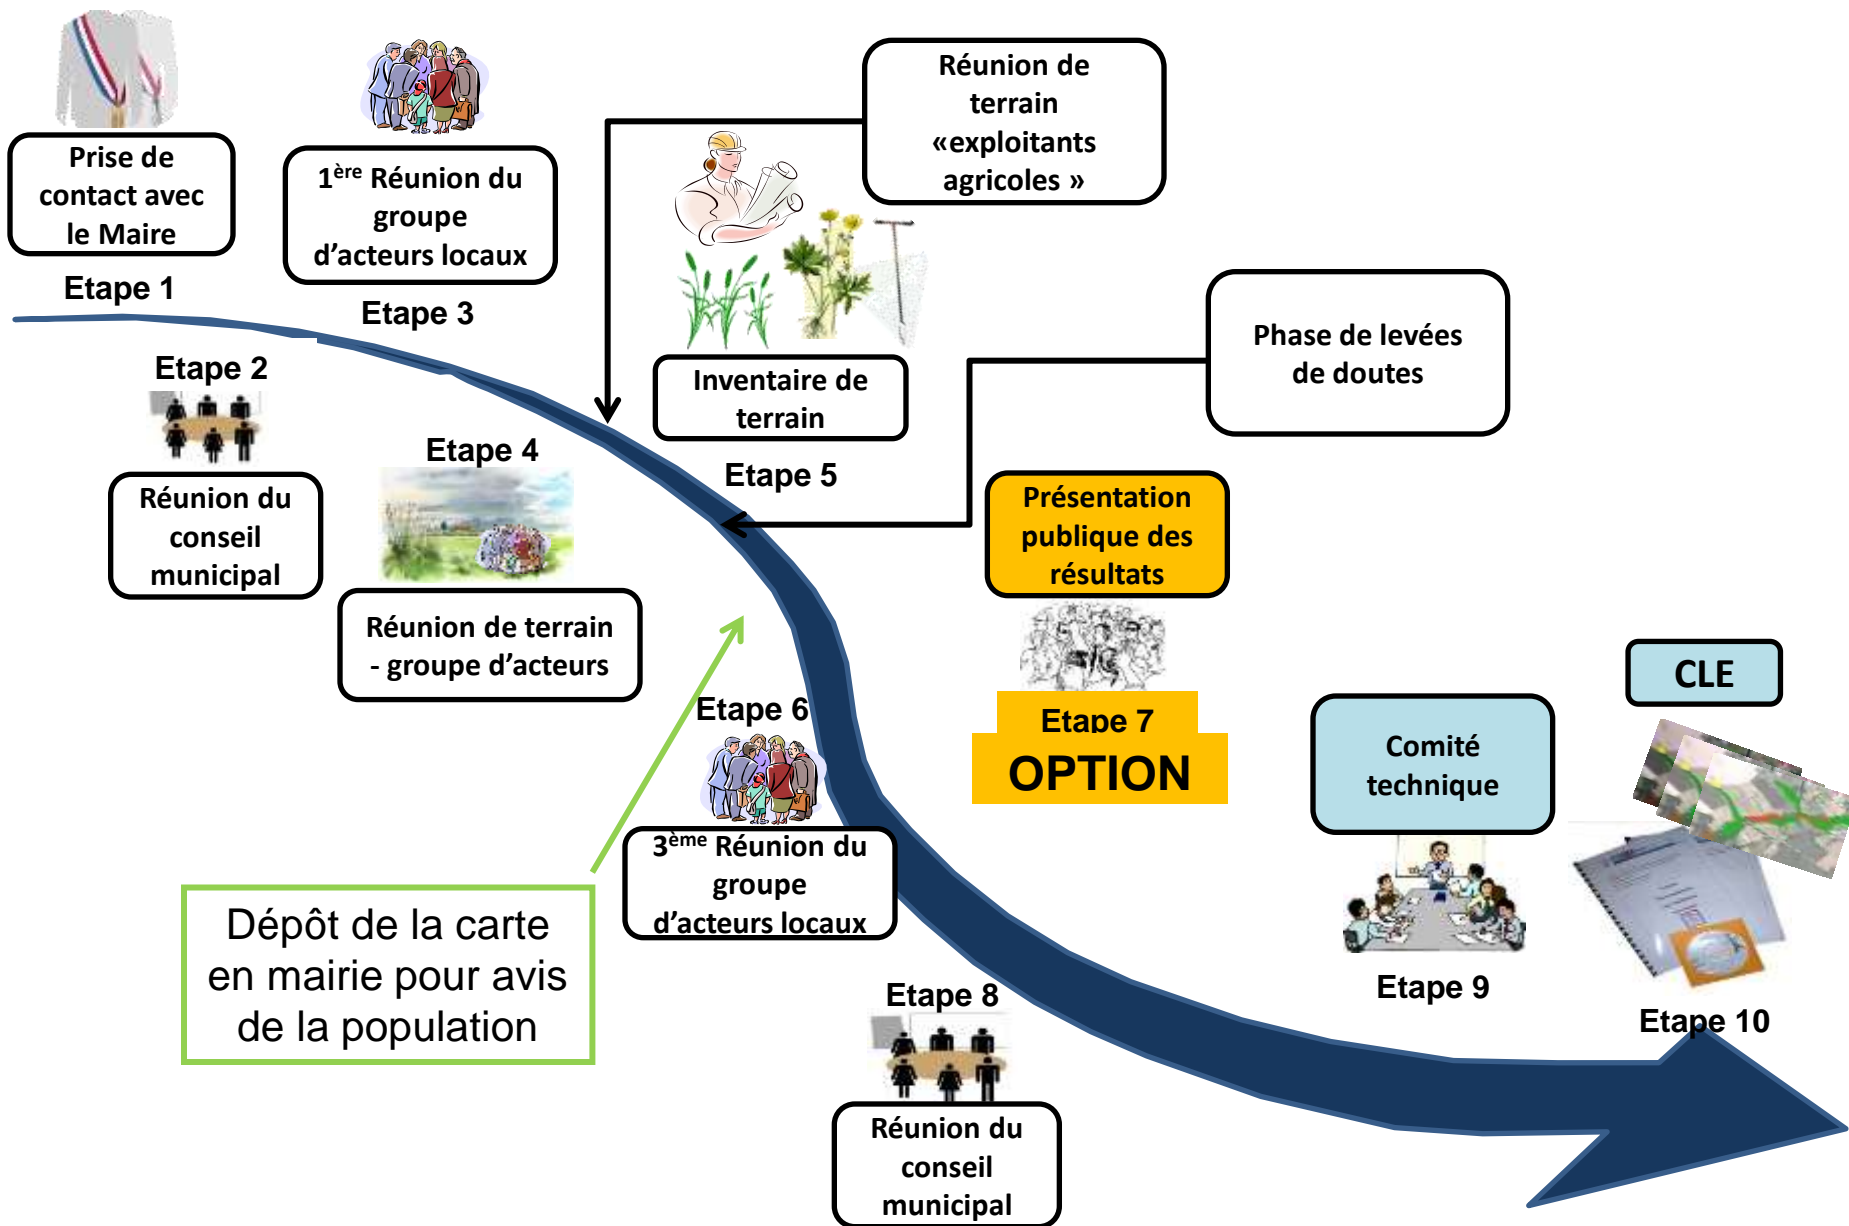 Prise de
contact avec
le Maire
Etape 1
Etape 2
Réunion du
conseil
municipal
1ère Réunion du
groupe
d’acteurs locaux
Etape 3
Etape 4
Réunion de terrain
- groupe d’acteurs
Réunion de
terrain
«exploitants
agricoles »
Inventaire de
terrain
Etape 5
Phase de levées
de doutes
Dépôt de la carte
en mairie pour avis
de la population
Etape 6
3ème Réunion du
groupe
d’acteurs locaux
Présentation
publique des
résultats
Etape 7
OPTION
Etape 8
Réunion du
conseil
municipal
Comité
technique
Etape 9
CLE
Etape 10